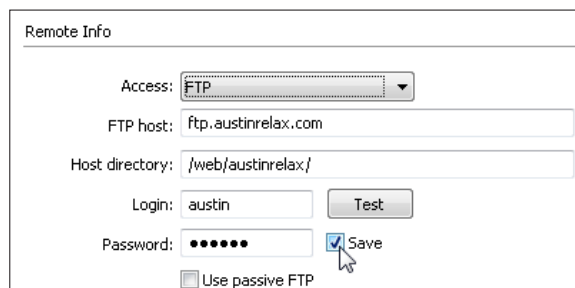 Remote Info
Access: FTP
FTP host: ftp.austinrelax.com
Host directory: /web/austinrelax/
Login: austin Test
Password: •••••• Save
Use passive FTP